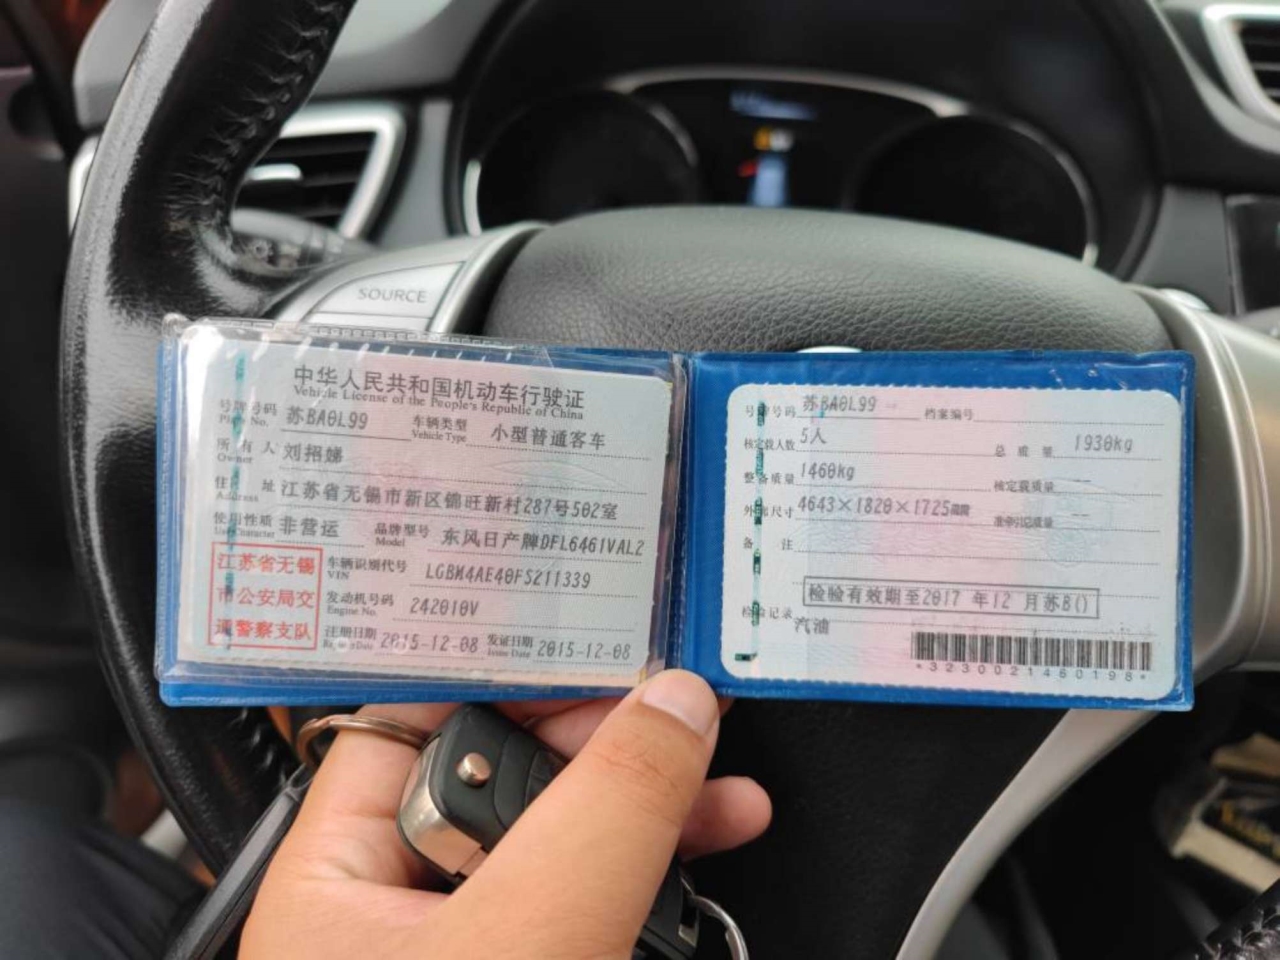 SOURCE
中华人民共和国机动车行驶证
Vehicle License of the People's Republic of China
号牌号码 苏BA0L99 车辆类型 小型普通客车
Plate No. Vehicle Type
所有人 刘招娣
Owner
住址 江苏省无锡市新区锦旺新村287号502室
Address
使用性质 非营运 品牌型号 东风日产牌DFL6461VAL2
Use Character Model
江苏省无锡
市公安局交
通警察支队
车辆识别代号 LGBM4AE40FS211339
VIN
发动机号码 242010V
Engine No.
注册日期 2015-12-08 发证日期 2015-12-08
Register Date Issue Date
号牌号码 苏BA0L99 档案编号
核定载人数 5人 总质量 1930kg
整备质量 1460kg 核定载质量 --
外廓尺寸 4643×1820×1725mm 准牵引总质量 --
备注
检验有效期至2017 年12 月苏B()
检验记录
汽油
*3230021460198*